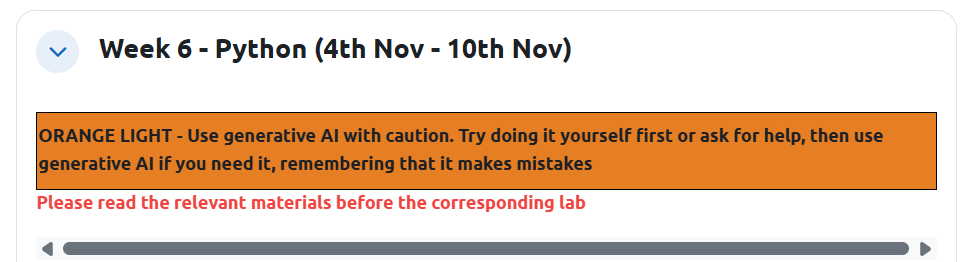 Week 6 - Python (4th Nov - 10th Nov)
ORANGE LIGHT - Use generative AI with caution. Try doing it yourself first or ask for help, then use
generative AI if you need it, remembering that it makes mistakes
Please read the relevant materials before the corresponding lab